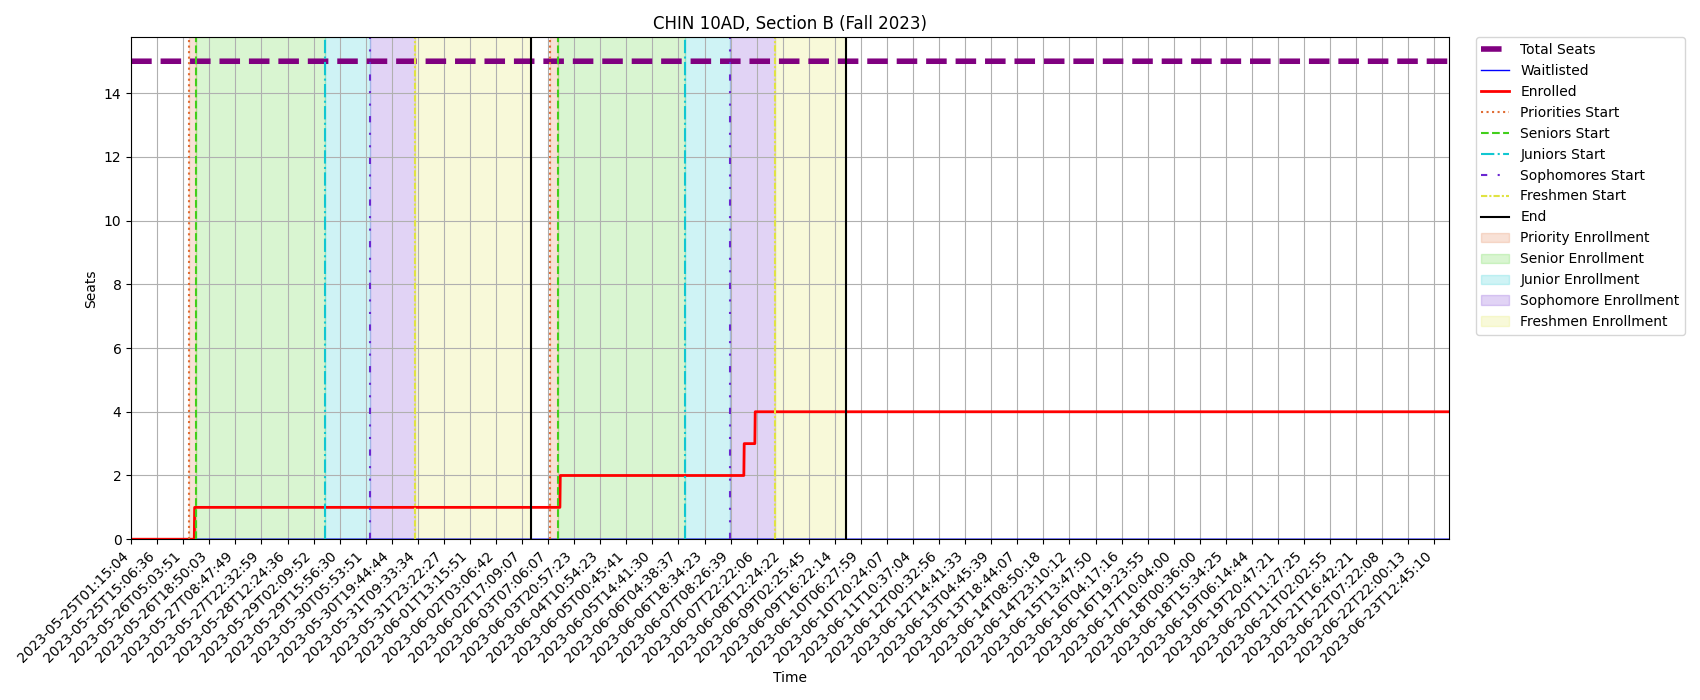 CHIN 10AD, Section B (Fall 2023)
14
12
10
8
6
4
2
0
Seats
2023-05-25T01:15:04
2023-05-25T15:06:36
2023-05-26T05:03:51
2023-05-26T18:50:03
2023-05-27T08:47:49
2023-05-27T22:32:59
2023-05-28T12:24:36
2023-05-29T02:09:52
2023-05-29T15:56:30
2023-05-30T05:53:51
2023-05-30T19:44:44
2023-05-31T09:33:34
2023-05-31T23:22:27
2023-06-01T13:15:51
2023-06-02T03:06:42
2023-06-02T17:09:07
2023-06-03T07:06:07
2023-06-03T20:57:23
2023-06-04T10:54:23
2023-06-05T00:45:41
2023-06-05T14:41:30
2023-06-06T04:38:37
2023-06-06T18:34:23
2023-06-07T08:26:39
2023-06-07T22:22:06
2023-06-08T12:24:22
2023-06-09T02:25:45
2023-06-09T16:22:14
2023-06-10T06:27:59
2023-06-10T20:24:07
2023-06-11T10:37:04
2023-06-12T00:32:56
2023-06-12T14:41:33
2023-06-13T04:45:39
2023-06-13T18:44:07
2023-06-14T08:50:18
2023-06-14T23:10:12
2023-06-15T13:47:50
2023-06-16T04:17:16
2023-06-16T19:23:55
2023-06-17T10:04:00
2023-06-18T00:36:00
2023-06-18T15:34:25
2023-06-19T06:14:44
2023-06-19T20:47:21
2023-06-20T11:27:25
2023-06-21T02:02:55
2023-06-21T16:42:21
2023-06-22T07:22:08
2023-06-22T22:00:13
2023-06-23T12:45:10
Time
Total Seats
Waitlisted
Enrolled
Priorities Start
Seniors Start
Juniors Start
Sophomores Start
Freshmen Start
End
Priority Enrollment
Senior Enrollment
Junior Enrollment
Sophomore Enrollment
Freshmen Enrollment